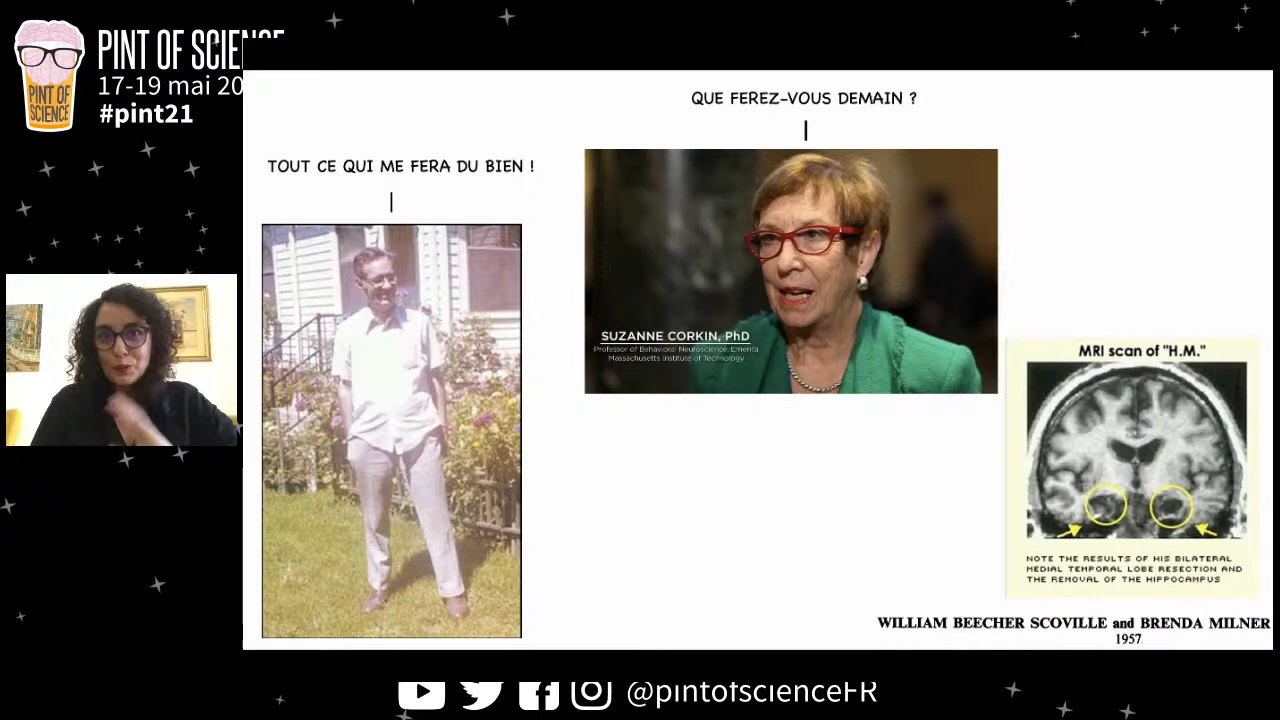 PINT OF SCIENCE
17-19 mai 20
#pint21
PINT OF
SCIENCE
QUE FEREZ-VOUS DEMAIN ?
TOUT CE QUI ME FERA DU BIEN !
SUZANNE CORKIN, PhD
Professor of Behavioral Neuroscience, Emerita
Massachusetts Institute of Technology
MRI scan of "H.M."
NOTE THE RESULTS OF HIS BILATERAL
MEDIAL TEMPORAL LOBE RESECTION AND
THE REMOVAL OF THE HIPPOCAMPUS
WILLIAM BEECHER SCOVILLE and BRENDA MILNER
1957
@pintofscienceFR